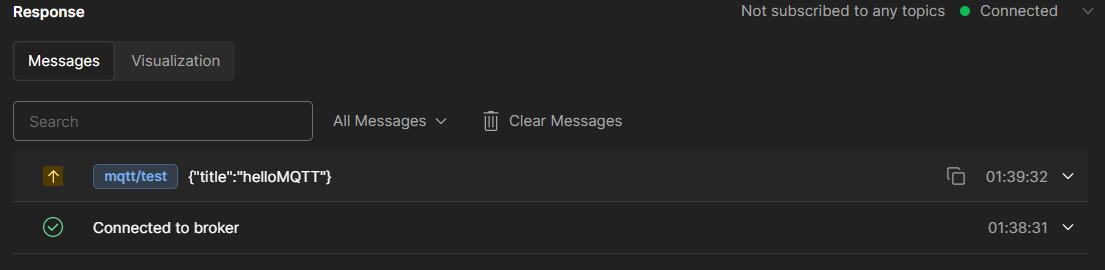 Response
Not subscribed to any topics Connected
Messages Visualization
Search All Messages Clear Messages
mqtt/test {"title":"helloMQTT"} 01:39:32
Connected to broker 01:38:31